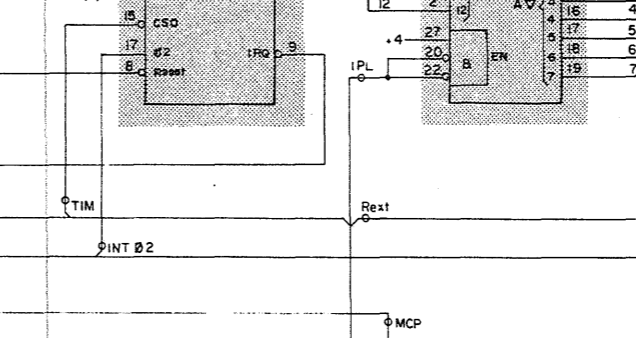 15 CSO
17 Ø2
8 Reset
IRQ 9
12 2 12
A▽ 3
4 16
5 17
6 18
7 19
4
5
6
7
+4 27
20
22
& EN
IPL
TIM
Rext
INT Ø2
MCP